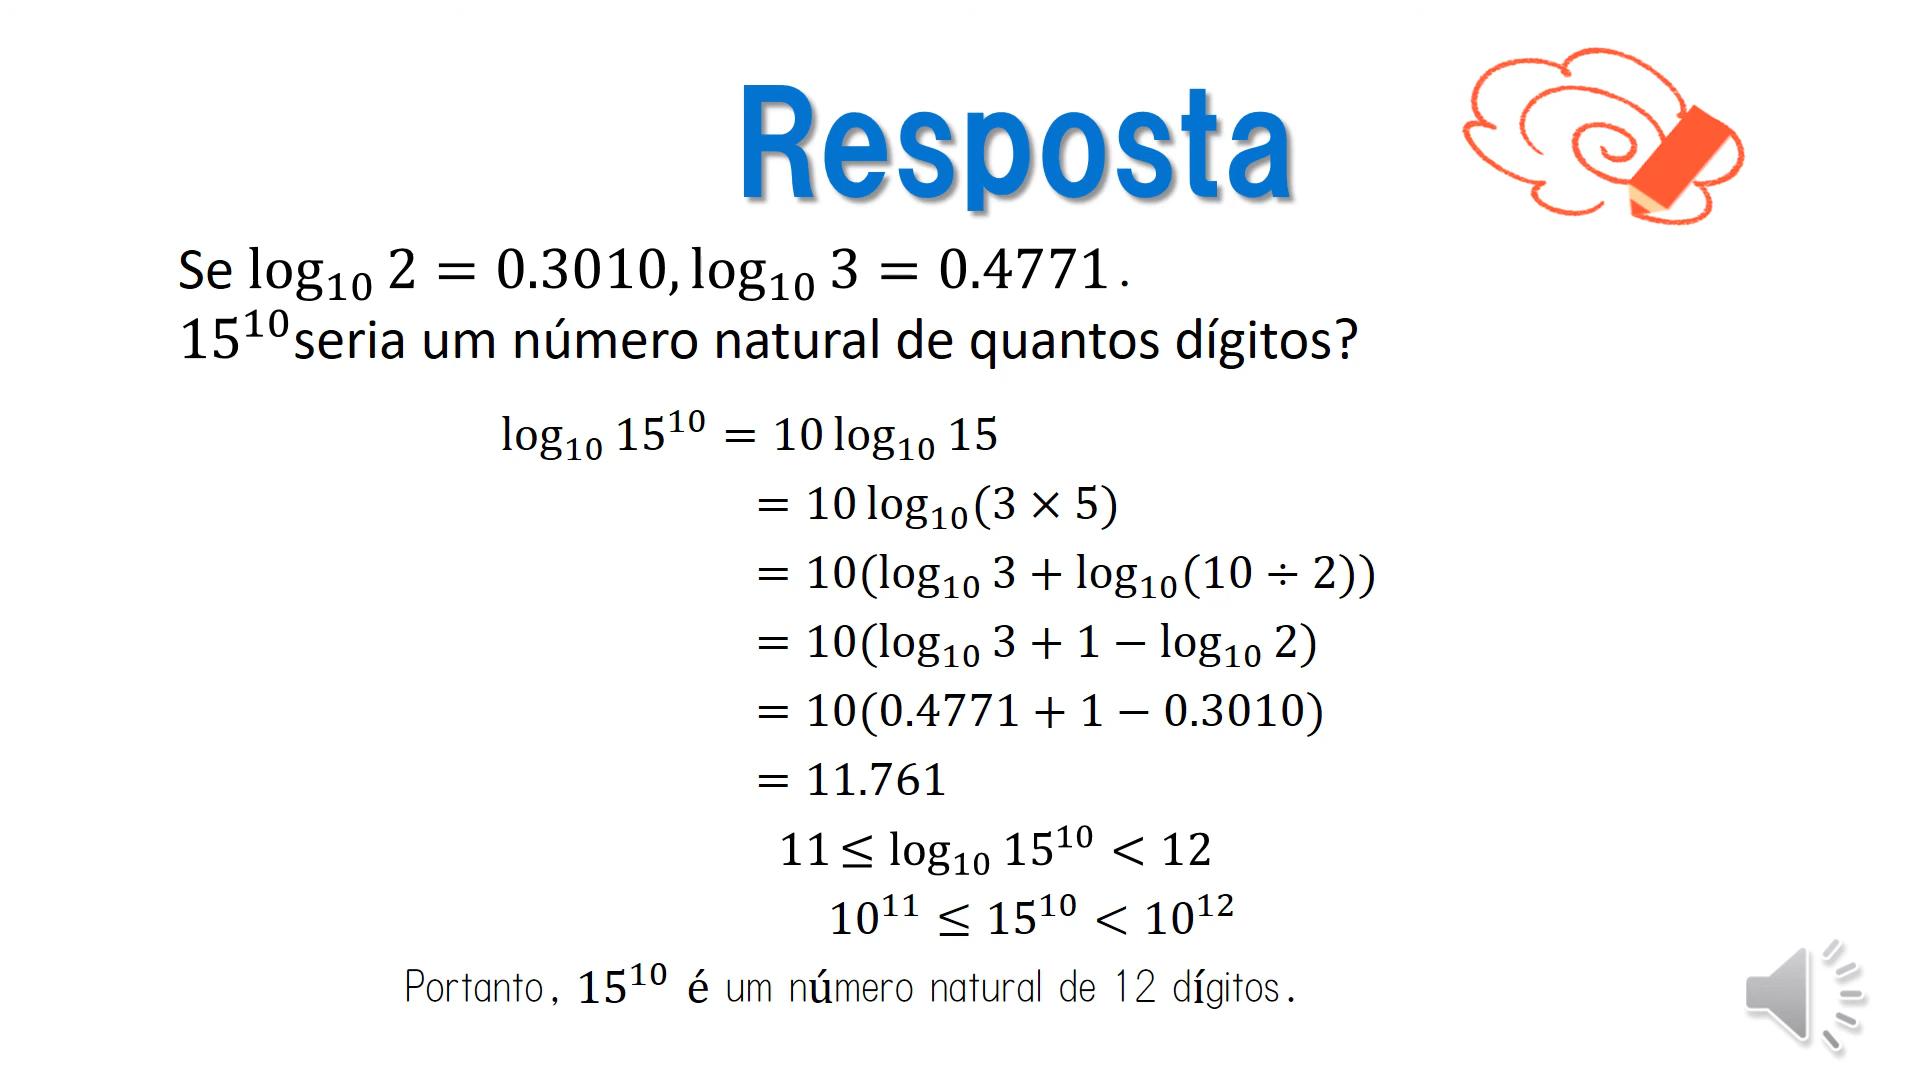 Resposta
Se log₁₀ 2 = 0.3010, log₁₀ 3 = 0.4771.
15¹⁰seria um número natural de quantos dígitos?
log₁₀ 15¹⁰ = 10 log₁₀ 15
= 10 log₁₀(3 × 5)
= 10(log₁₀ 3 + log₁₀(10 ÷ 2))
= 10(log₁₀ 3 + 1 − log₁₀ 2)
= 10(0.4771 + 1 − 0.3010)
= 11.761
11 ≤ log₁₀ 15¹⁰ < 12
10¹¹ ≤ 15¹⁰ < 10¹²
Portanto, 15¹⁰ é um número natural de 12 dígitos.